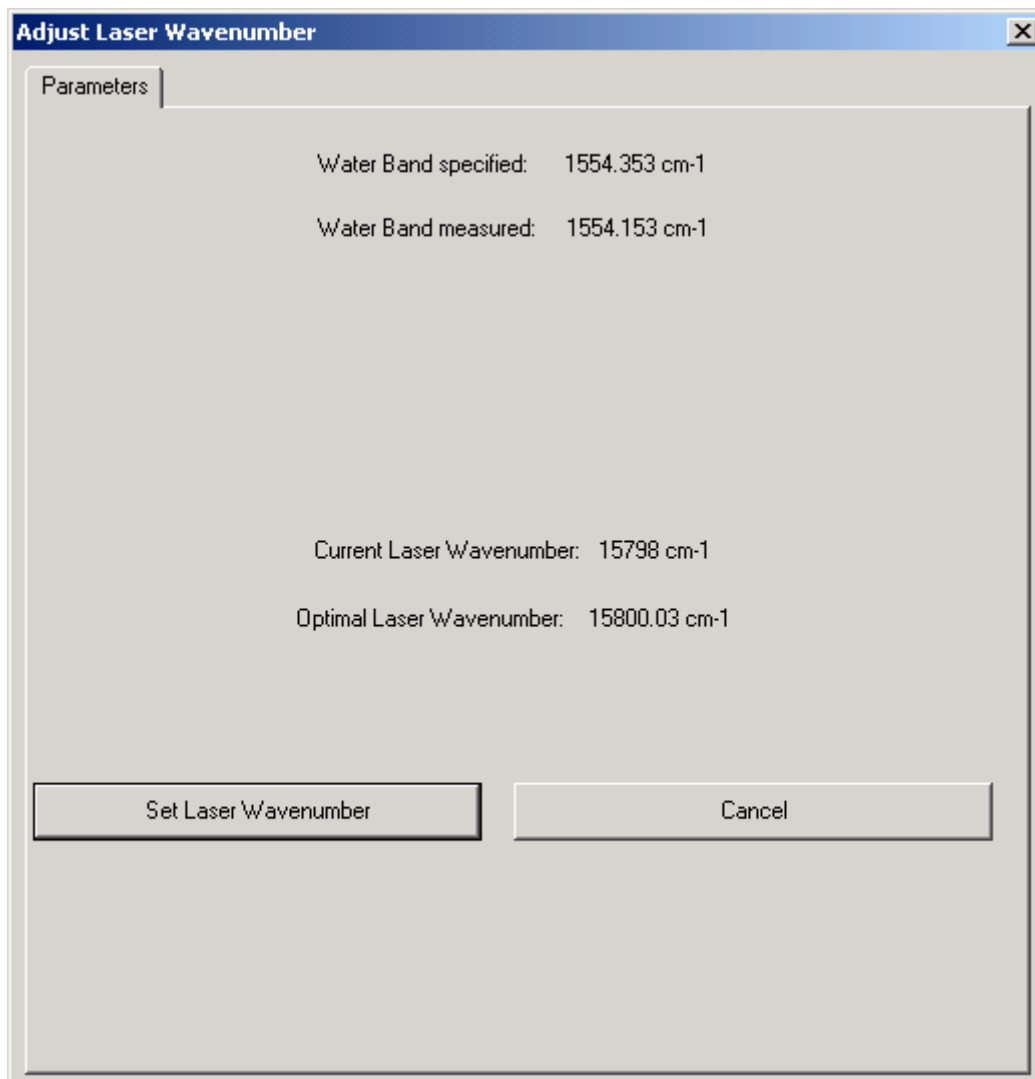 Adjust Laser Wavenumber
Parameters
Water Band specified: 1554.353 cm-1
Water Band measured: 1554.153 cm-1
Current Laser Wavenumber: 15798 cm-1
Optimal Laser Wavenumber: 15800.03 cm-1
Set Laser Wavenumber Cancel